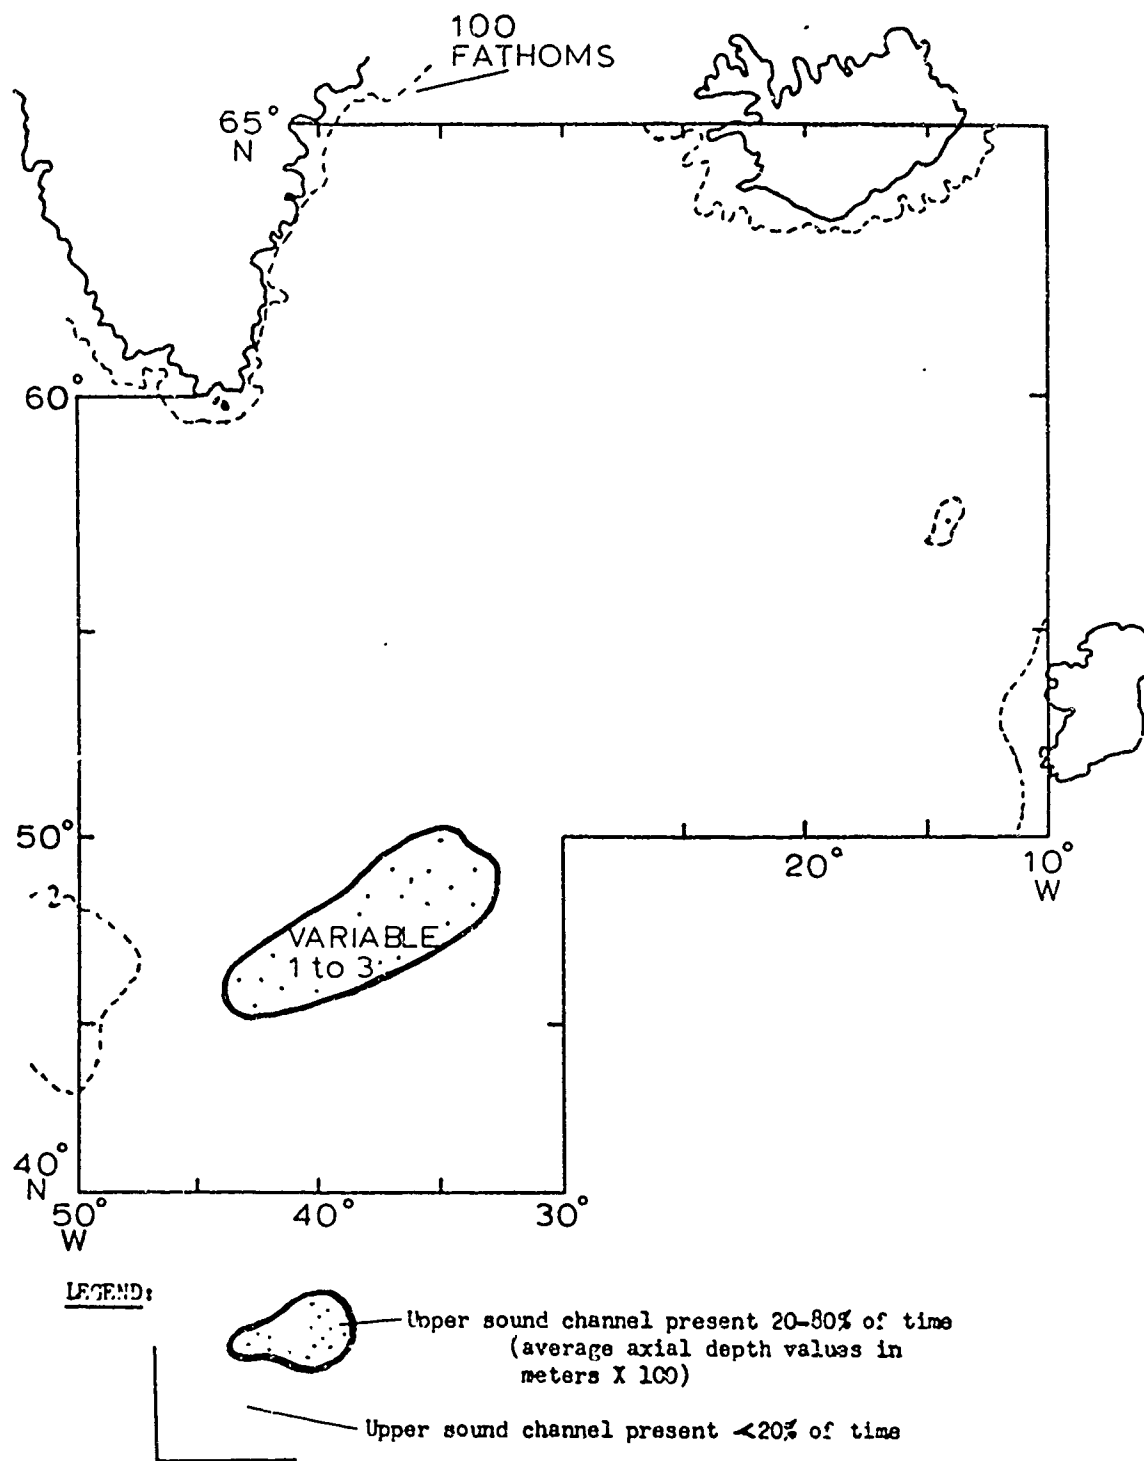 100
FATHOMS
65°
N
60°
50°
20°
10°
W
VARIABLE
1 to 3
40°
N
50°
W
40°
30°
LEGEND:
Upper sound channel present 20-80% of time
(average axial depth values in
meters X 100)
Upper sound channel present <20% of time